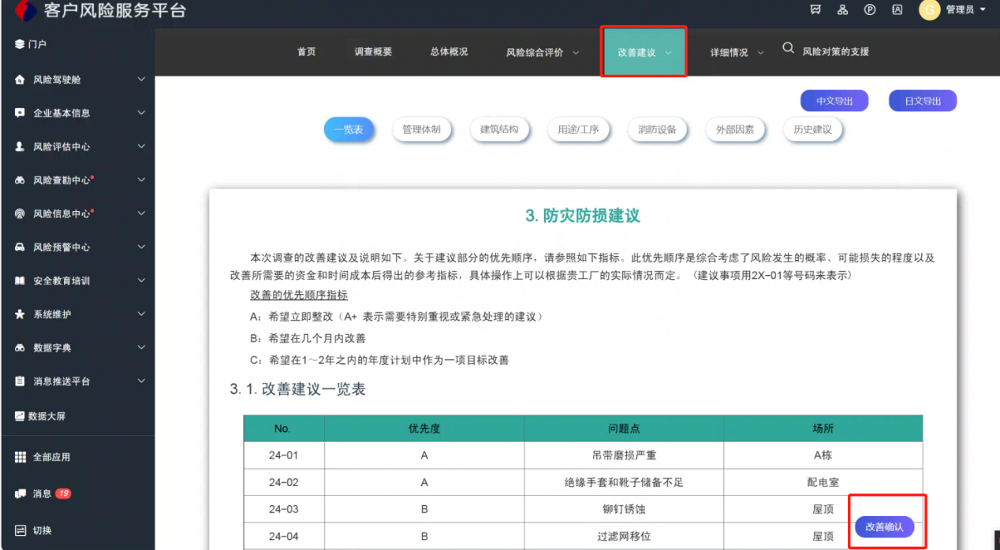 客户风险服务平台
G 管理员
门户
风险驾驶舱
企业基本信息
风险评估中心
风险查勘中心
风险信息中心
风险预警中心
安全教育培训
系统维护
数据字典
消息推送平台
数据大屏
全部应用
消息 19
切换
首页 调查概要 总体概况 风险综合评价 改善建议 详细情况 风险对策的支援
中文导出 日文导出
一览表 管理体制 建筑结构 用途/工序 消防设备 外部因素 历史建议
3. 防灾防损建议
本次调查的改善建议及说明如下。关于建议部分的优先顺序，请参照如下指标。此优先顺序是综合考虑了风险发生的概率、可能损失的程度以及
改善所需要的资金和时间成本后得出的参考指标，具体操作上可以根据贵工厂的实际情况而定。（建议事项用2X-01等号码来表示）
改善的优先顺序指标
A：希望立即整改（A+ 表示需要特别重视或紧急处理的建议）
B：希望在几个月内改善
C：希望在1～2年之内的年度计划中作为一项目标改善
3. 1. 改善建议一览表
No. 优先度 问题点 场所
24-01 A 吊带磨损严重 A栋
24-02 A 绝缘手套和靴子储备不足 配电室
24-03 B 铆钉锈蚀 屋顶
24-04 B 过滤网移位 屋顶
改善确认